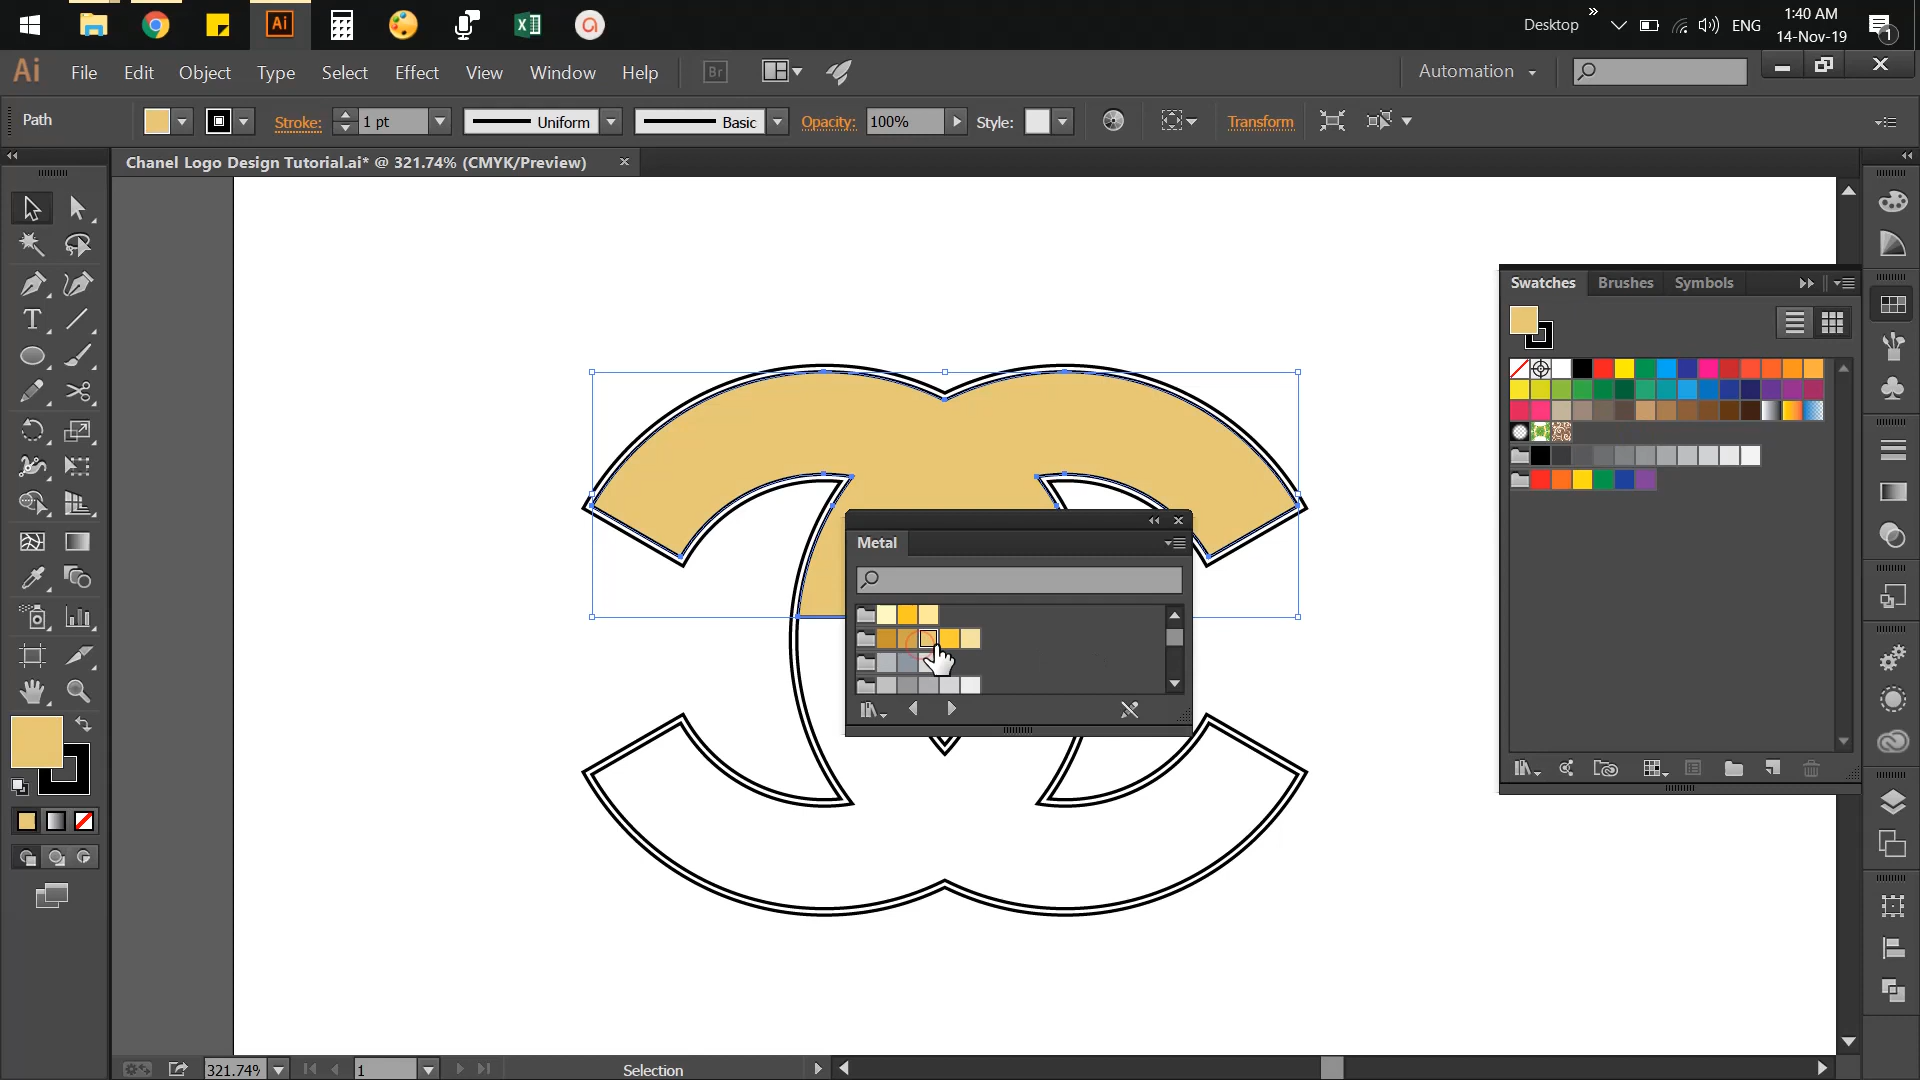 Desktop
ENG
1:40 AM
14-Nov-19
1
Ai
Ai
File Edit Object Type Select Effect View Window Help
Br
Automation
Path
Stroke: 1 pt
Uniform
Basic
Opacity: 100%
Style:
Transform
Chanel Logo Design Tutorial.ai* @ 321.74% (CMYK/Preview)
Swatches Brushes Symbols
Metal
321.74%
1
Selection